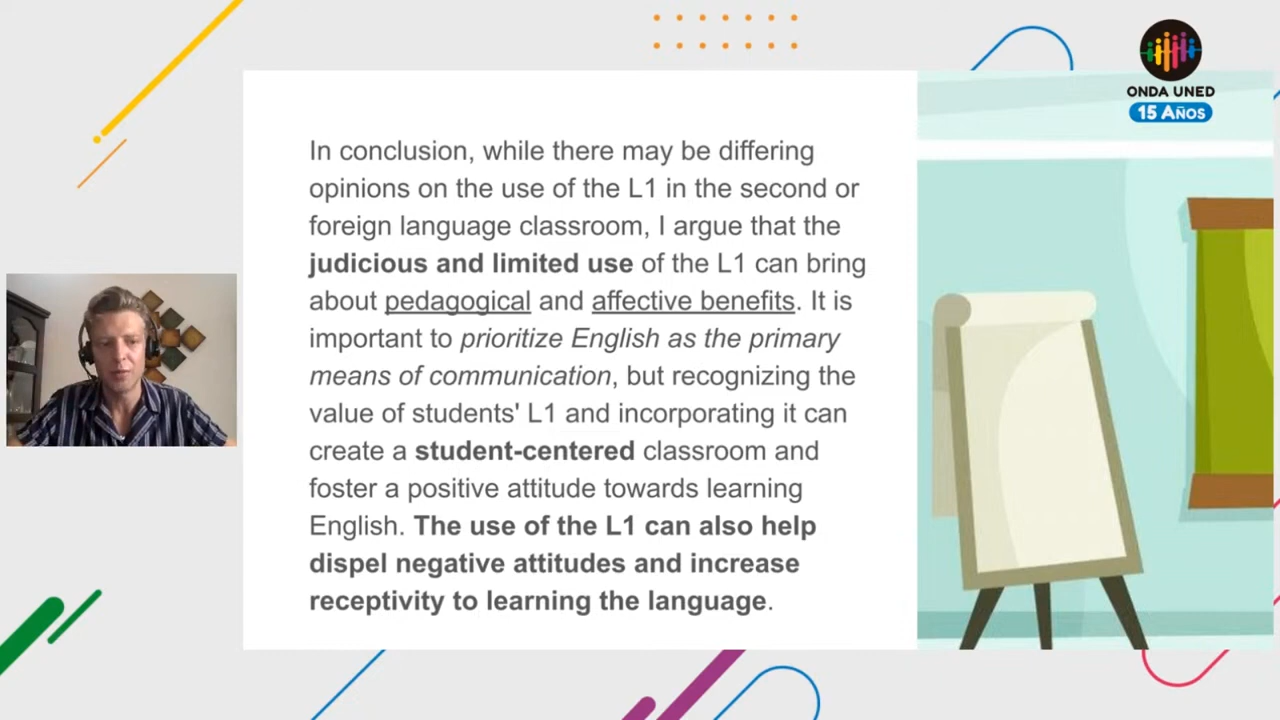 ONDA UNED
15 AÑOS
In conclusion, while there may be differing
opinions on the use of the L1 in the second or
foreign language classroom, I argue that the
judicious and limited use of the L1 can bring
about pedagogical and affective benefits. It is
important to prioritize English as the primary
means of communication, but recognizing the
value of students' L1 and incorporating it can
create a student-centered classroom and
foster a positive attitude towards learning
English. The use of the L1 can also help
dispel negative attitudes and increase
receptivity to learning the language.